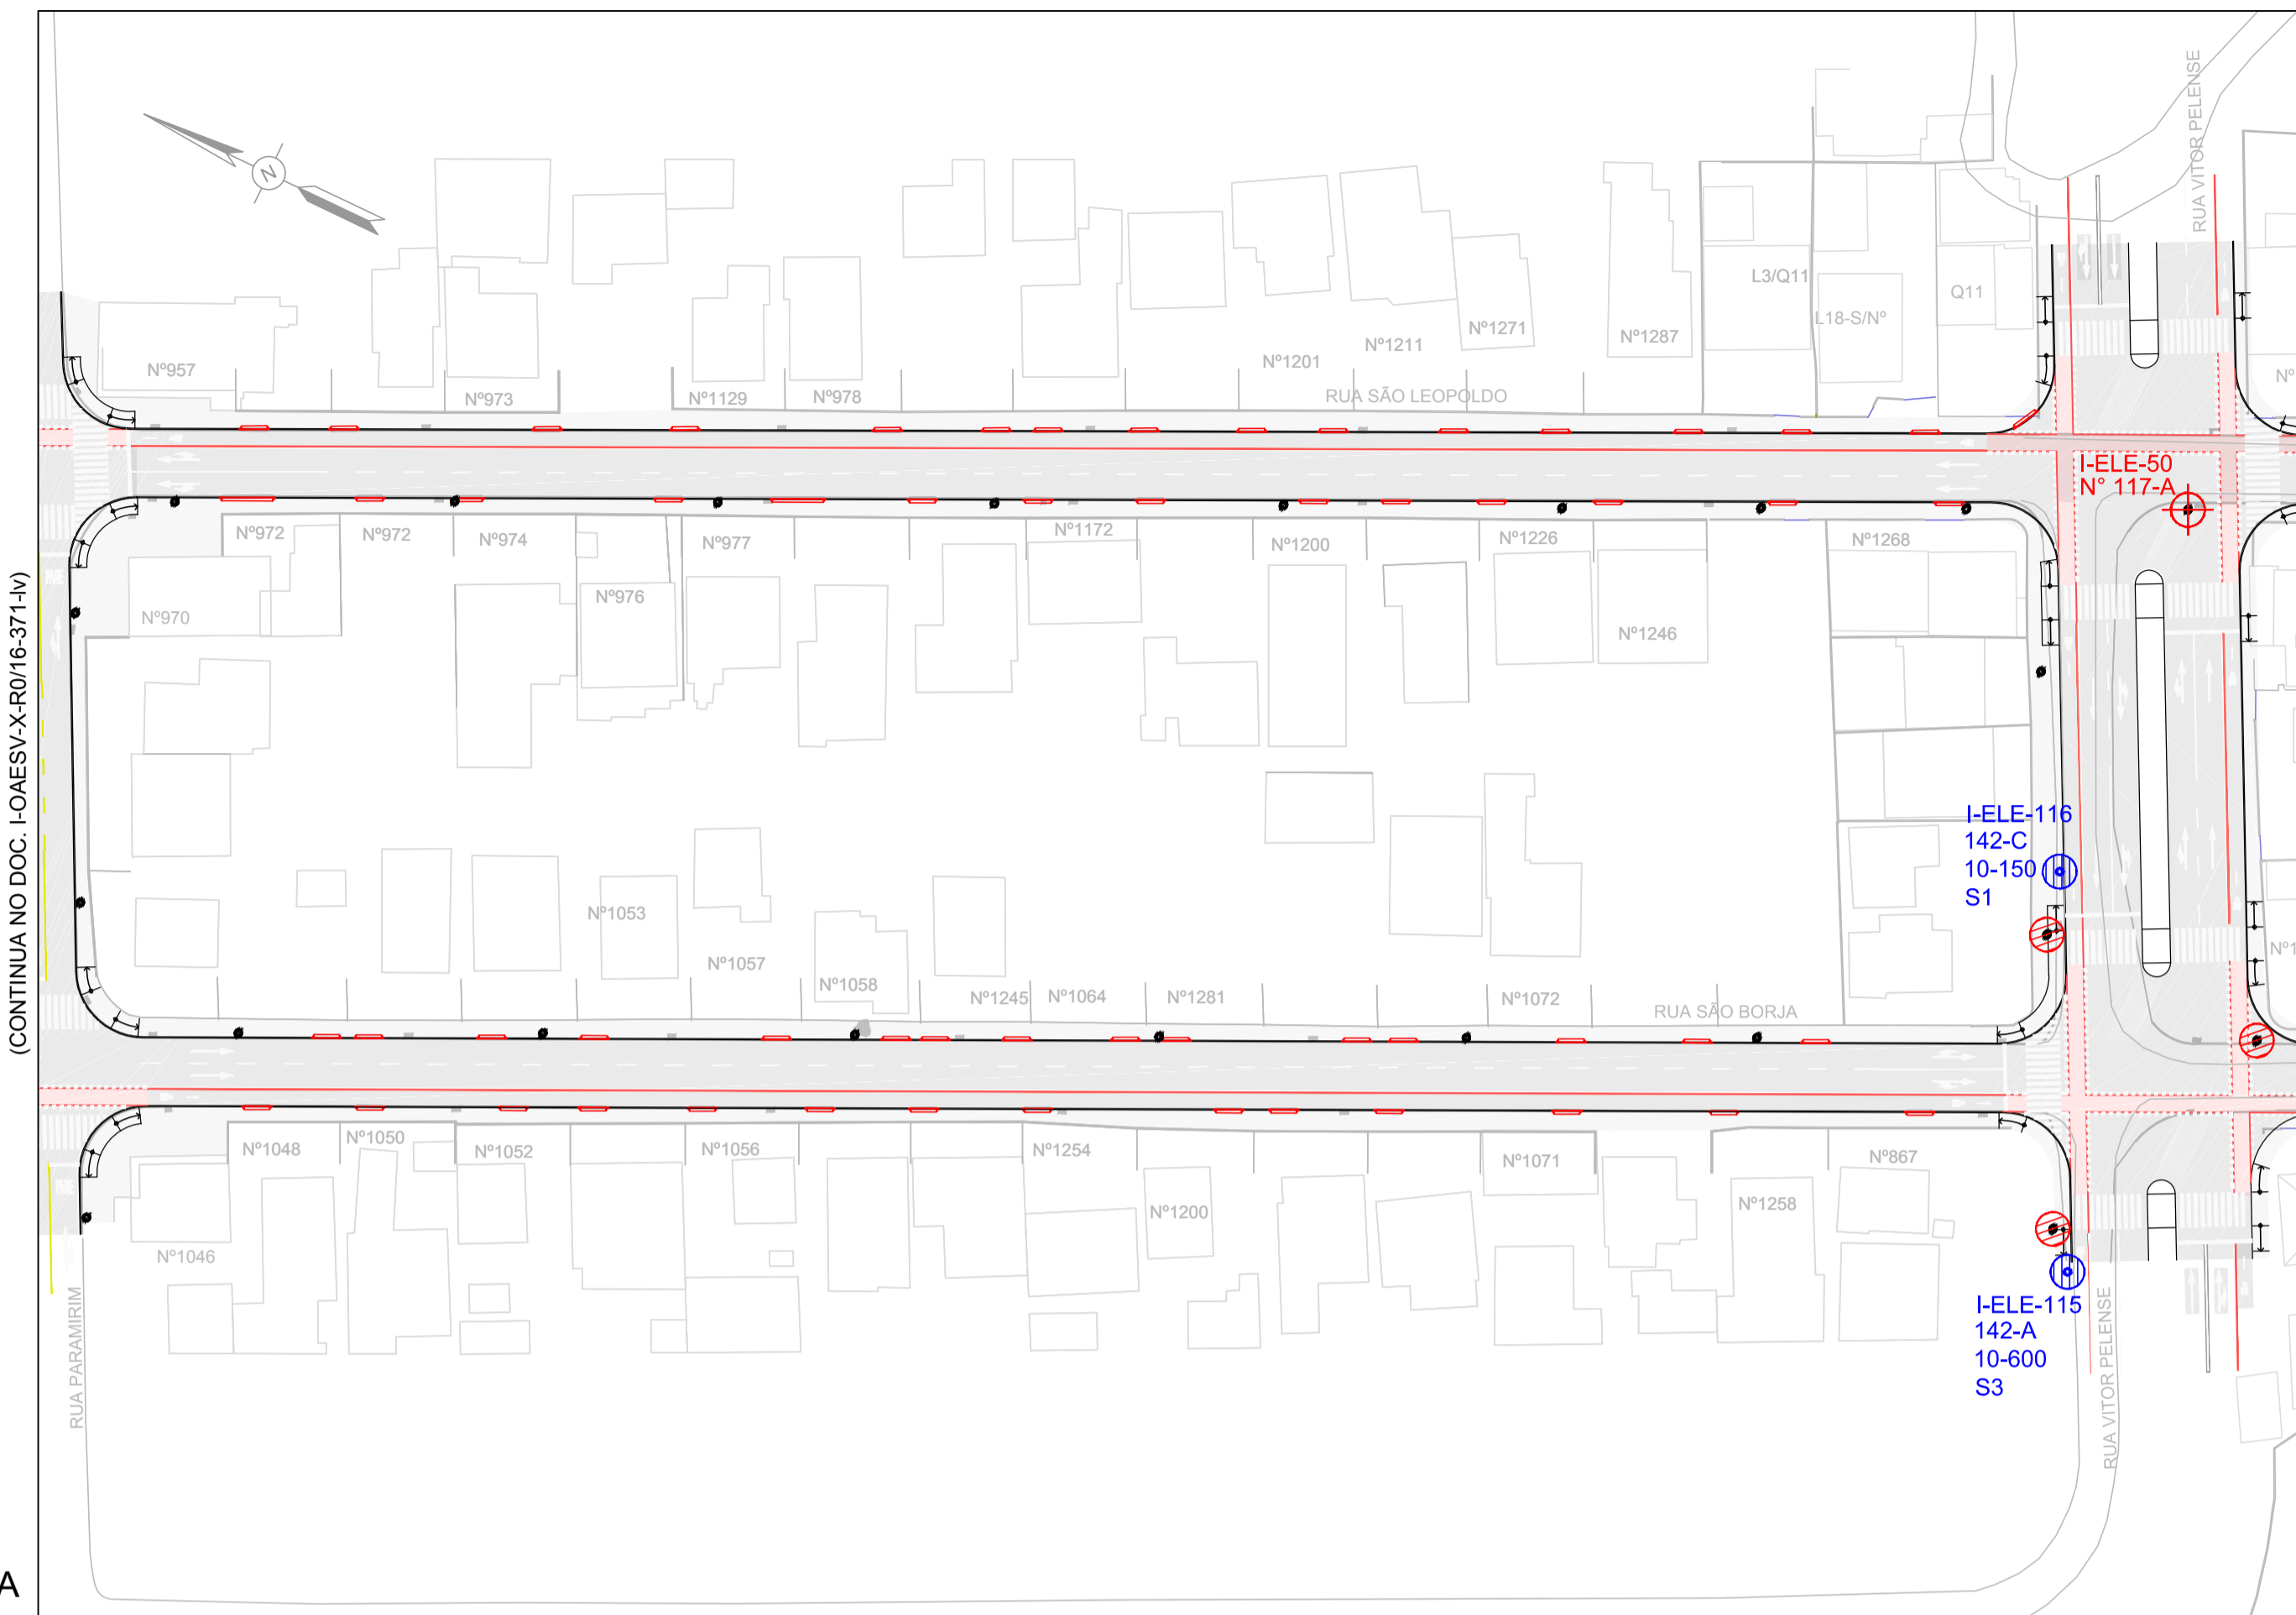 RUA VITOR PELENSE
N
L3/Q11
Q11
L18-S/Nº
Nº1271
Nº1287
Nº1211
Nº1201
Nº957
Nº973
Nº1129
Nº978
RUA SÃO LEOPOLDO
I-ELE-50
N° 117-A
Nº972
Nº972
Nº974
Nº977
Nº1172
Nº1200
Nº1226
Nº1268
Nº976
Nº970
Nº1246
(CONTINUA NO DOC. I-OAESV-X-R0/16-371-Iv)
I-ELE-116
142-C
10-150
S1
Nº1053
Nº1057
Nº1058
Nº1245
Nº1064
Nº1281
Nº1072
RUA SÃO BORJA
Nº1048
Nº1050
Nº1052
Nº1056
Nº1254
Nº1071
Nº867
Nº1200
Nº1258
Nº1046
I-ELE-115
142-A
10-600
S3
RUA PARAMIRIM
RUA VITOR PELENSE
A